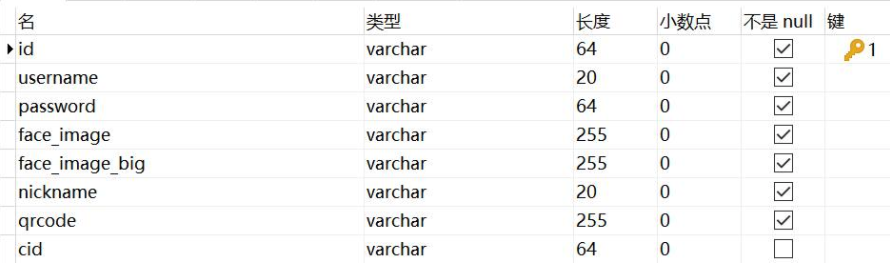 名 类型 长度 小数点 不是 null 键
id varchar 64 0 1
username varchar 20 0
password varchar 64 0
face_image varchar 255 0
face_image_big varchar 255 0
nickname varchar 20 0
qrcode varchar 255 0
cid varchar 64 0